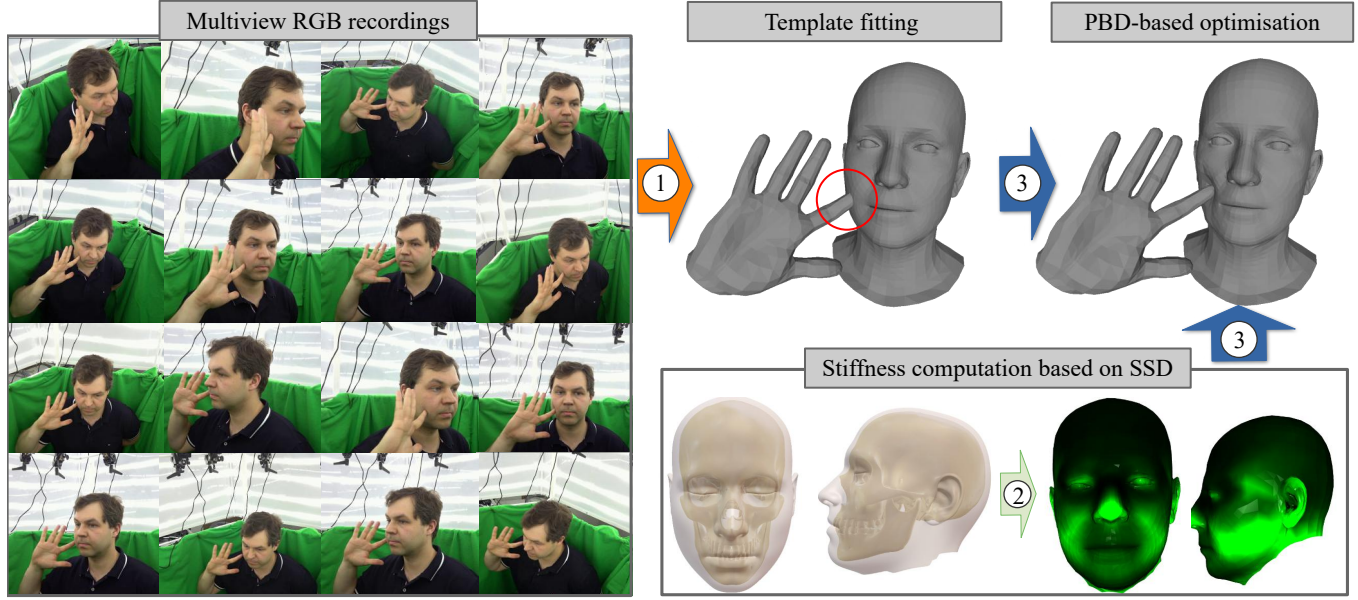 Multiview RGB recordings
Template fitting
PBD-based optimisation
1
3
3
Stiffness computation based on SSD
2